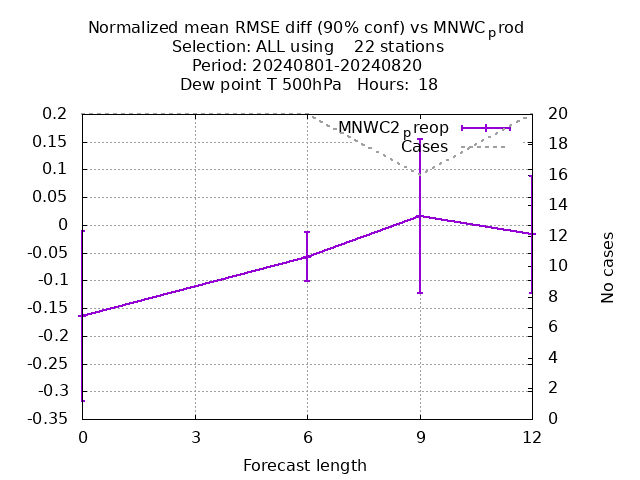 Normalized mean RMSE diff (90% conf) vs MNWCprod
Selection: ALL using    22 stations
Period: 20240801-20240820
Dew point T 500hPa   Hours:  18
MNWC2preop
Cases
0.2
0.15
0.1
0.05
0
-0.05
-0.1
-0.15
-0.2
-0.25
-0.3
-0.35
20
18
16
14
12
10
8
6
4
2
0
No cases
0 3 6 9 12
Forecast length